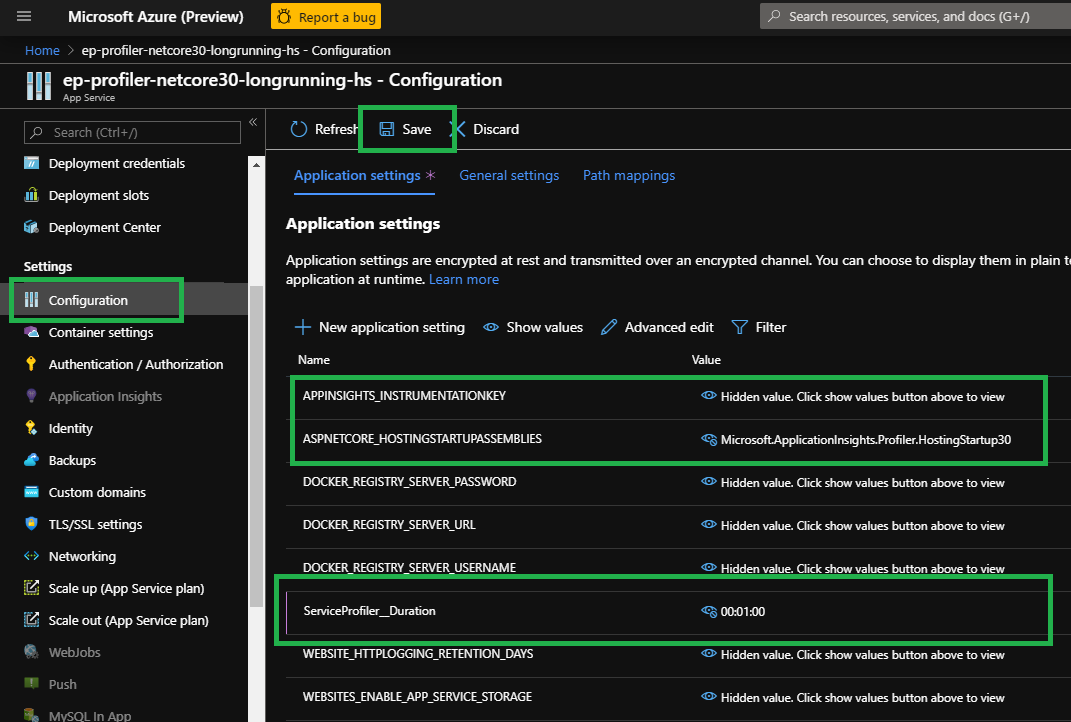 Microsoft Azure (Preview)
Report a bug
Search resources, services, and docs (G+/)
Home > ep-profiler-netcore30-longrunning-hs - Configuration
ep-profiler-netcore30-longrunning-hs - Configuration
App Service
Search (Ctrl+/)
«
Deployment credentials
Deployment slots
Deployment Center
Settings
Configuration
Container settings
Authentication / Authorization
Application Insights
Identity
Backups
Custom domains
TLS/SSL settings
Networking
Scale up (App Service plan)
Scale out (App Service plan)
WebJobs
Push
MySQL In App
Refresh Save Discard
Application settings * General settings Path mappings
Application settings
Application settings are encrypted at rest and transmitted over an encrypted channel. You can choose to display them in plain
application at runtime. Learn more
New application setting Show values Advanced edit Filter
Name Value
APPINSIGHTS_INSTRUMENTATIONKEY Hidden value. Click show values button above to view
ASPNETCORE_HOSTINGSTARTUPASSEMBLIES Microsoft.ApplicationInsights.Profiler.HostingStartup30
DOCKER_REGISTRY_SERVER_PASSWORD Hidden value. Click show values button above to view
DOCKER_REGISTRY_SERVER_URL Hidden value. Click show values button above to view
DOCKER_REGISTRY_SERVER_USERNAME Hidden value. Click show values button above to view
ServiceProfiler__Duration 00:01:00
WEBSITE_HTTPLOGGING_RETENTION_DAYS Hidden value. Click show values button above to view
WEBSITES_ENABLE_APP_SERVICE_STORAGE Hidden value. Click show values button above to view